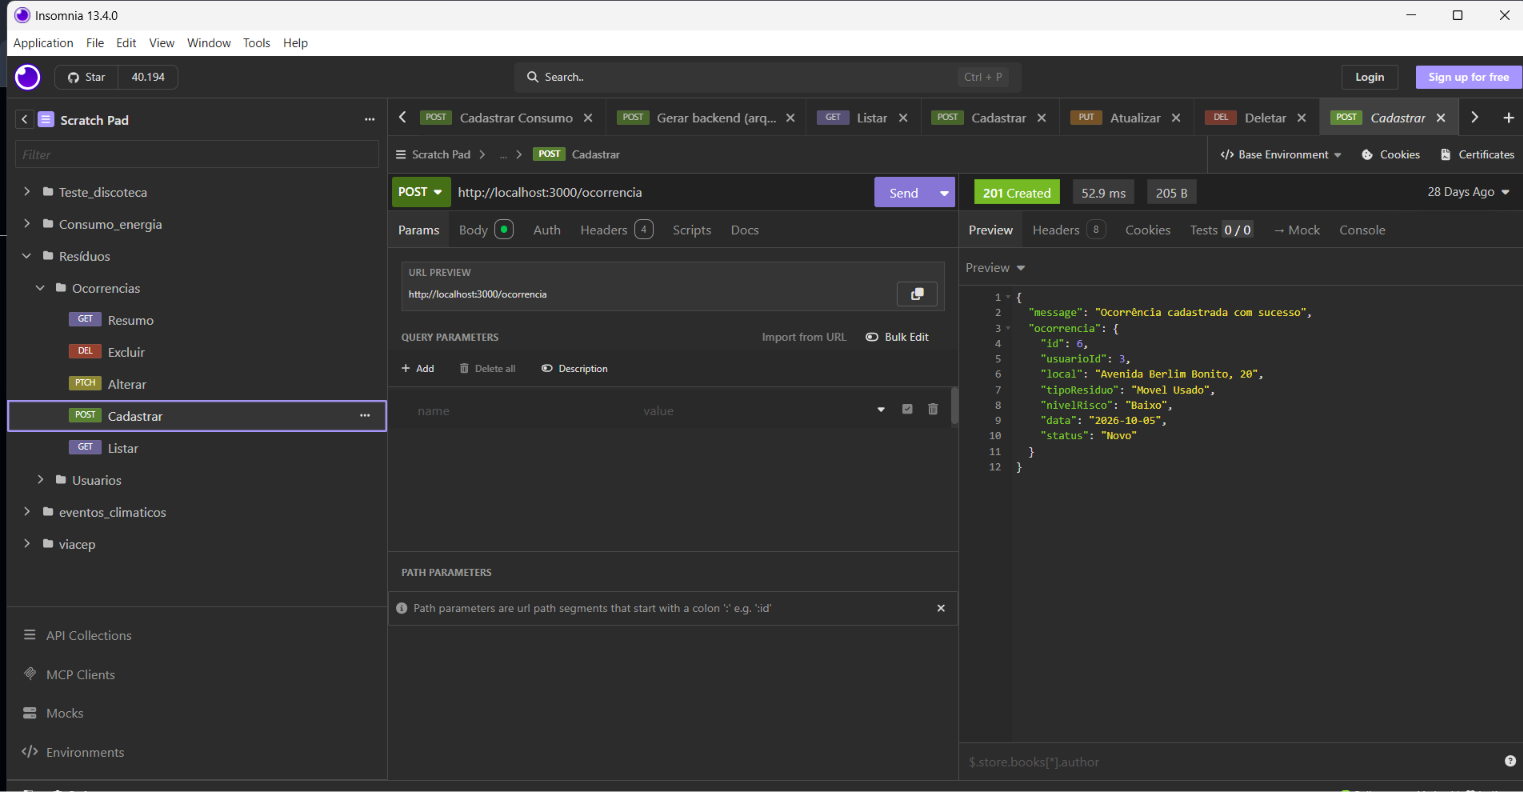 Insomnia 13.4.0
Application File Edit View Window Tools Help
Star 40.194
Search.. Ctrl + P
Login
Sign up for free
Scratch Pad
Filter
Teste_discoteca
Consumo_energia
Resíduos
Ocorrencias
GET Resumo
DEL Excluir
PTCH Alterar
POST Cadastrar
GET Listar
Usuarios
eventos_climaticos
viacep
API Collections
MCP Clients
Mocks
Environments
POST Cadastrar Consumo POST Gerar backend (arq... GET Listar POST Cadastrar PUT Atualizar DEL Deletar POST Cadastrar
Scratch Pad ... POST Cadastrar
Base Environment Cookies Certificates
POST http://localhost:3000/ocorrencia Send
Params Body Auth Headers 4 Scripts Docs
URL PREVIEW
http://localhost:3000/ocorrencia
QUERY PARAMETERS Import from URL Bulk Edit
+ Add Delete all Description
name value
PATH PARAMETERS
Path parameters are url path segments that start with a colon ':' e.g. ':id'
201 Created 52.9 ms 205 B 28 Days Ago
Preview Headers 8 Cookies Tests 0 / 0 → Mock Console
Preview
1 {
2 "message": "Ocorrência cadastrada com sucesso",
3 "ocorrencia": {
4 "id": 6,
5 "usuarioId": 3,
6 "local": "Avenida Berlim Bonito, 20",
7 "tipoResiduo": "Movel Usado",
8 "nivelRisco": "Baixo",
9 "data": "2026-10-05",
10 "status": "Novo"
11 }
12 }
$.store.books[*].author